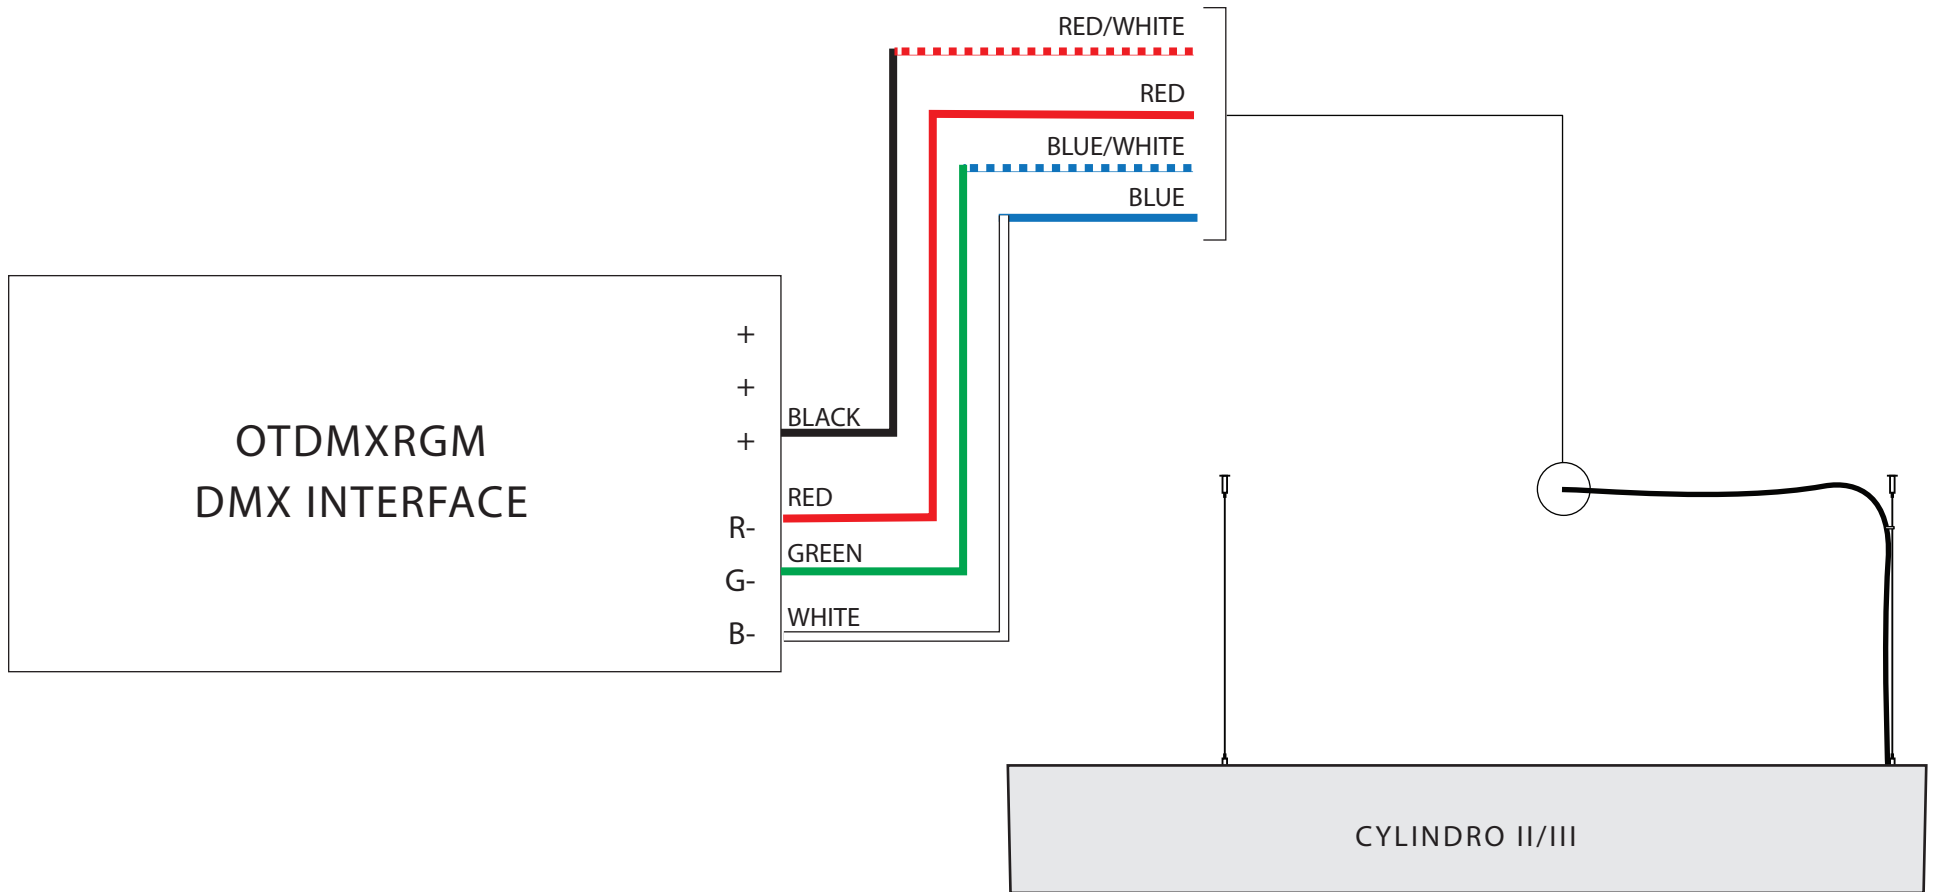 RED/WHITE
RED
BLUE/WHITE
BLUE
+
+
+
BLACK
OTDMXRGM
DMX INTERFACE
RED
R-
GREEN
G-
WHITE
B-
CYLINDRO II/III